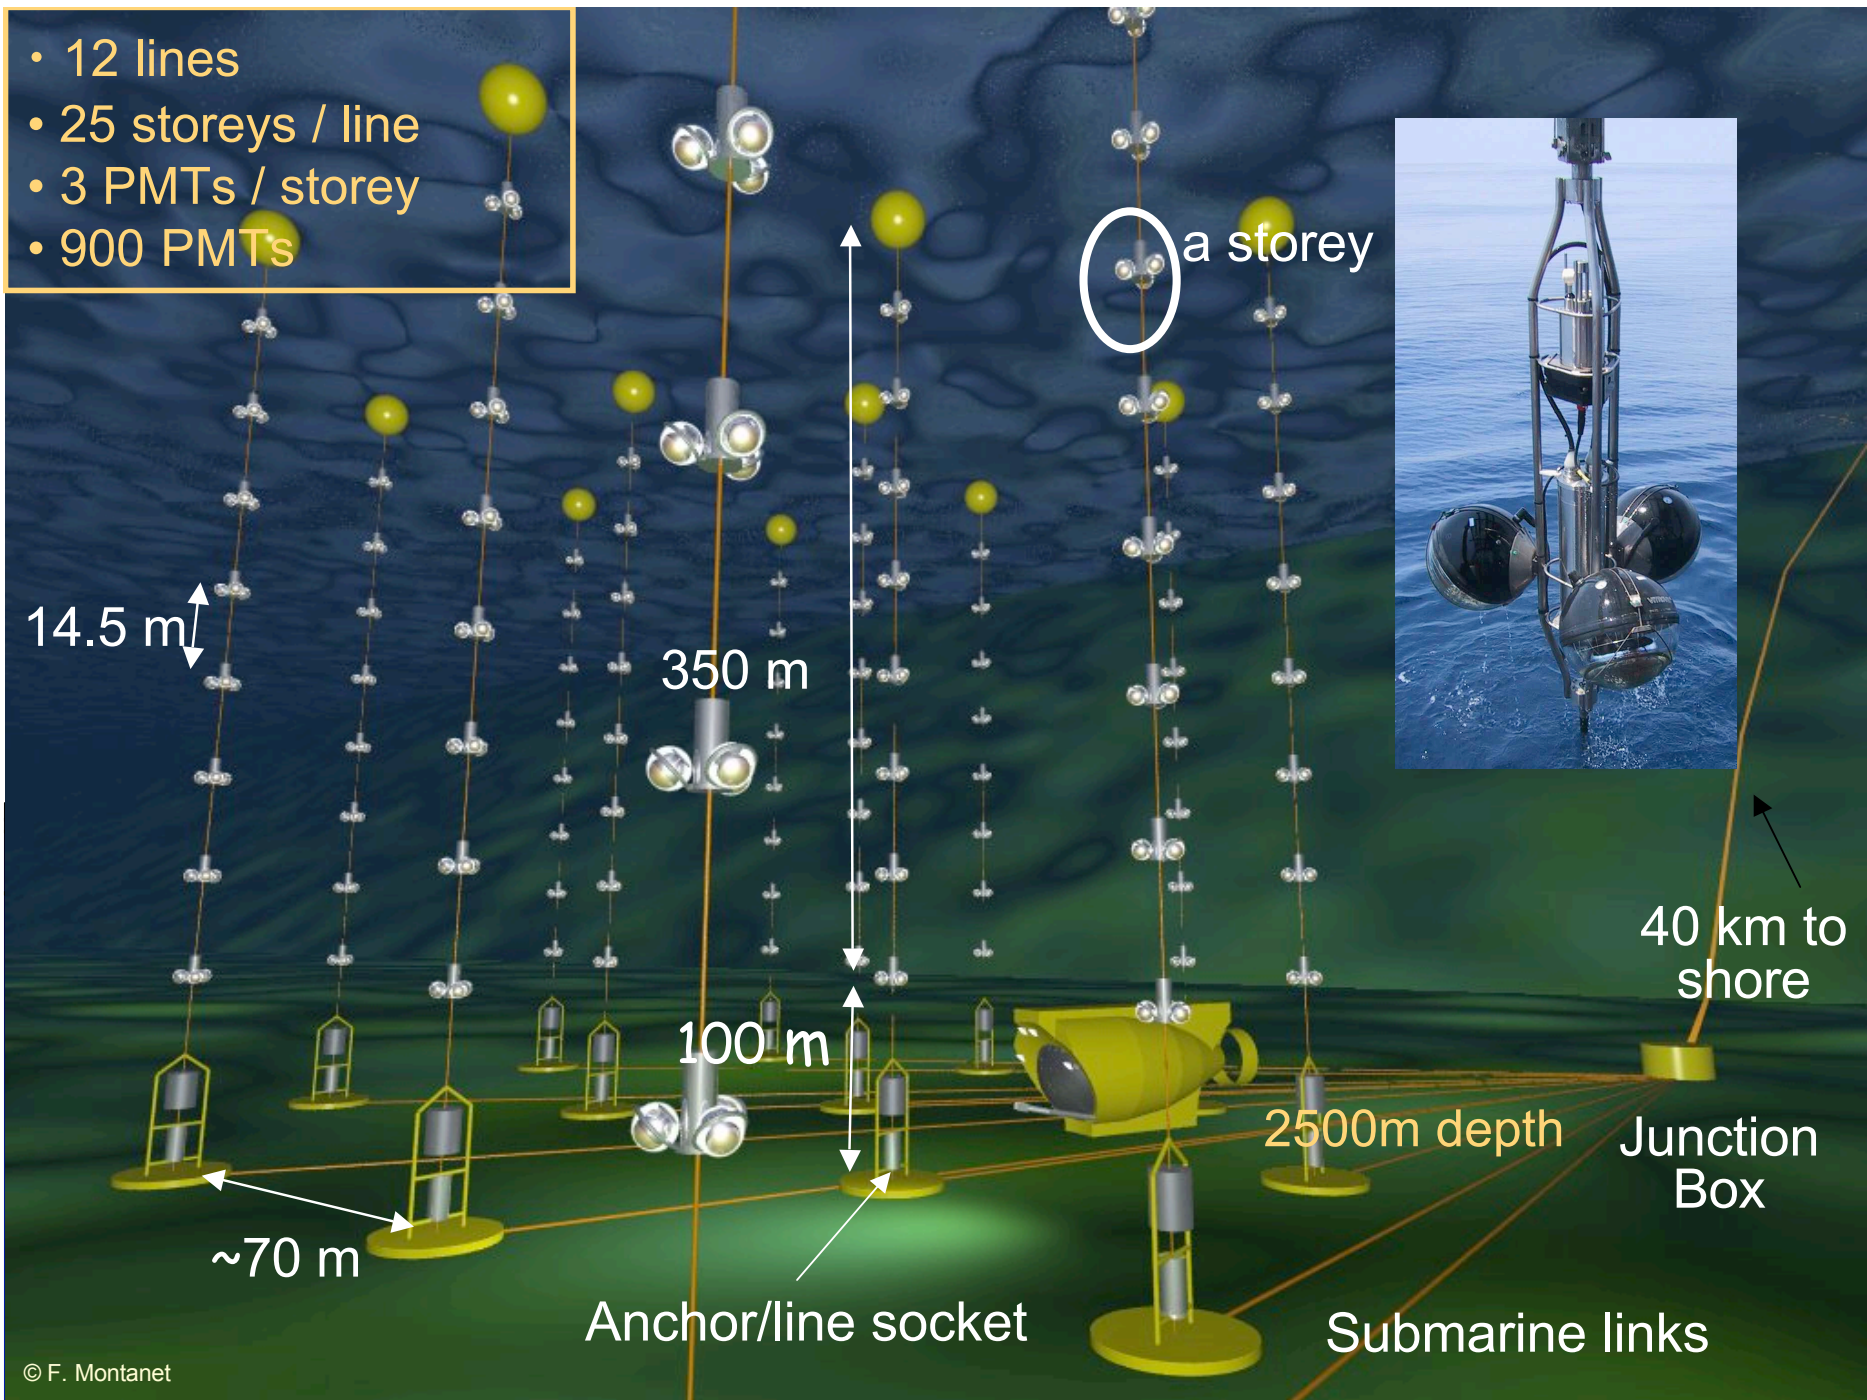 • 12 lines
• 25 storeys / line
• 3 PMTs / storey
• 900 PMTs
a storey
14.5 m
350 m
100 m
40 km to
shore
2500m depth
Junction
Box
~70 m
Anchor/line socket
Submarine links
© F. Montanet